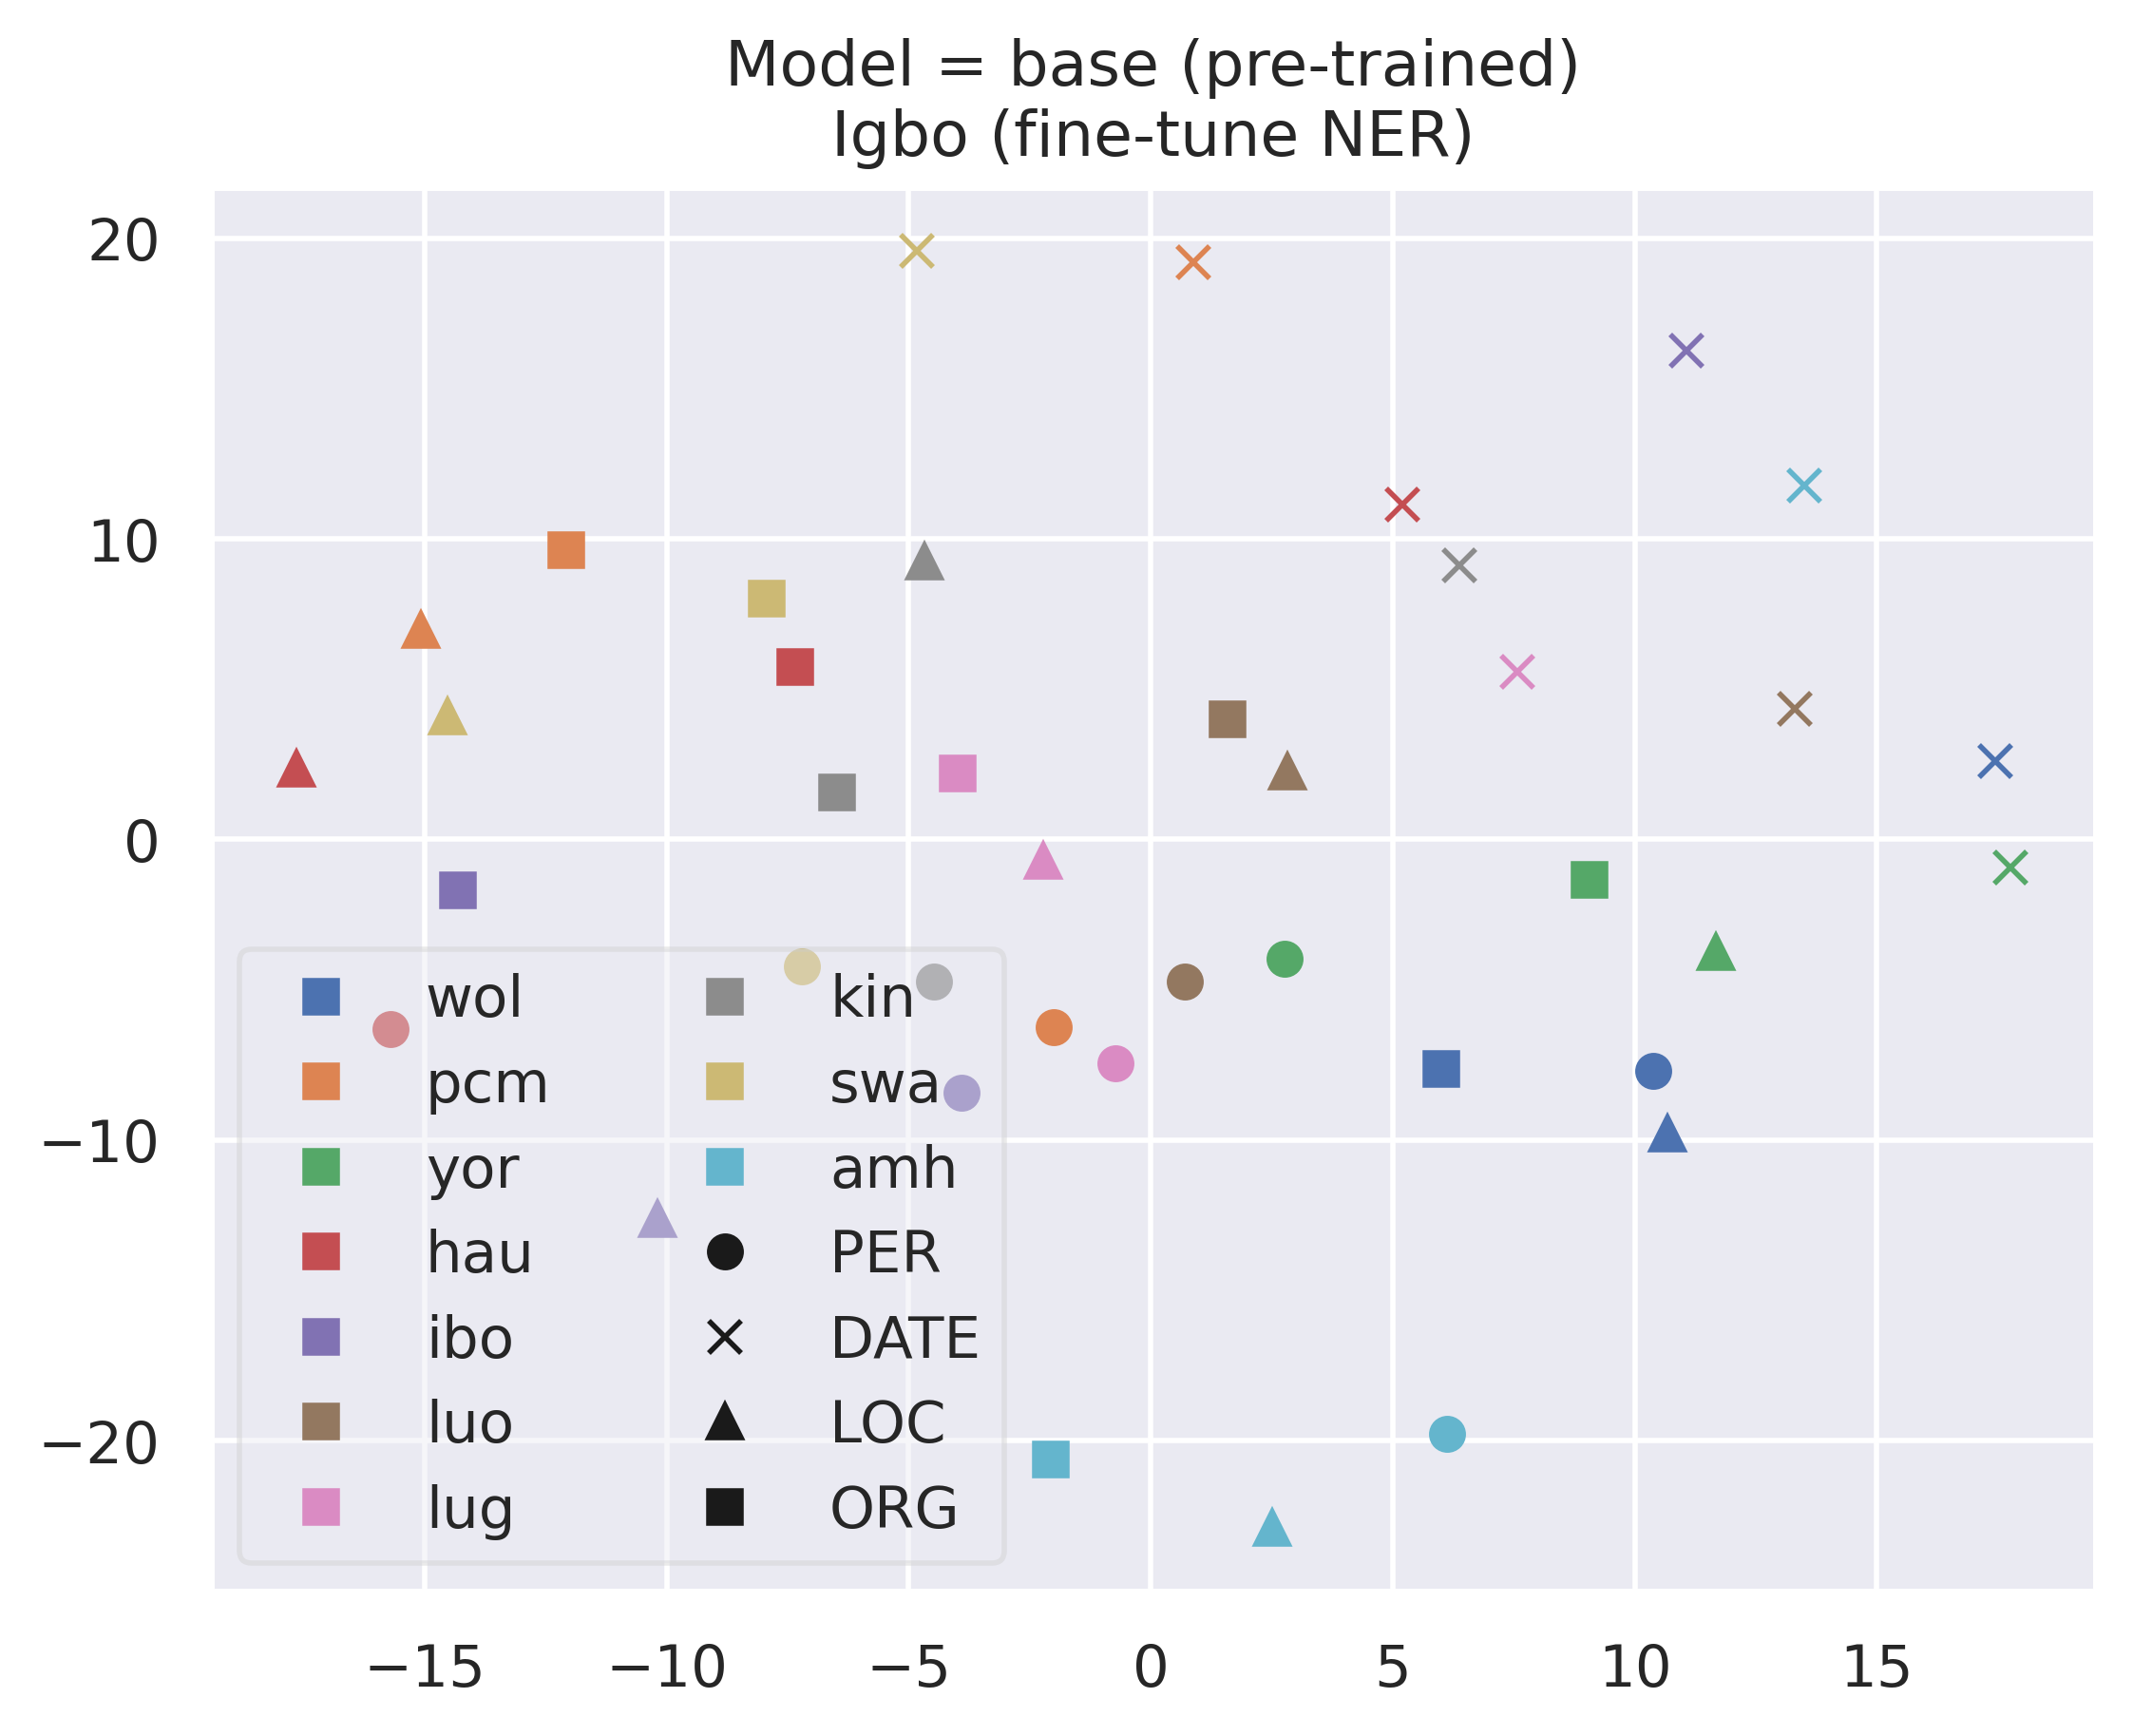 Model = base (pre-trained)
Igbo (fine-tune NER)
20
10
0
−10
−20
wol
pcm
yor
hau
ibo
luo
lug
kin
swa
amh
PER
DATE
LOC
ORG
−15 −10 −5 0 5 10 15